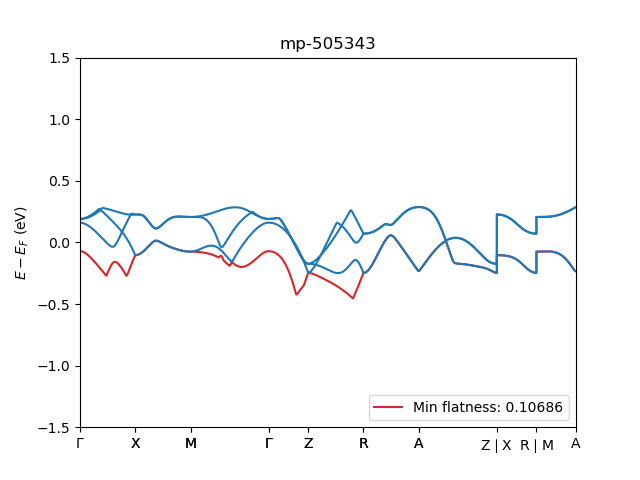 mp-505343
E − E_F (eV)
1.5
1.0
0.5
0.0
−0.5
−1.0
−1.5
Min flatness: 0.10686
Γ X M Γ Z R A Z | X R | M A